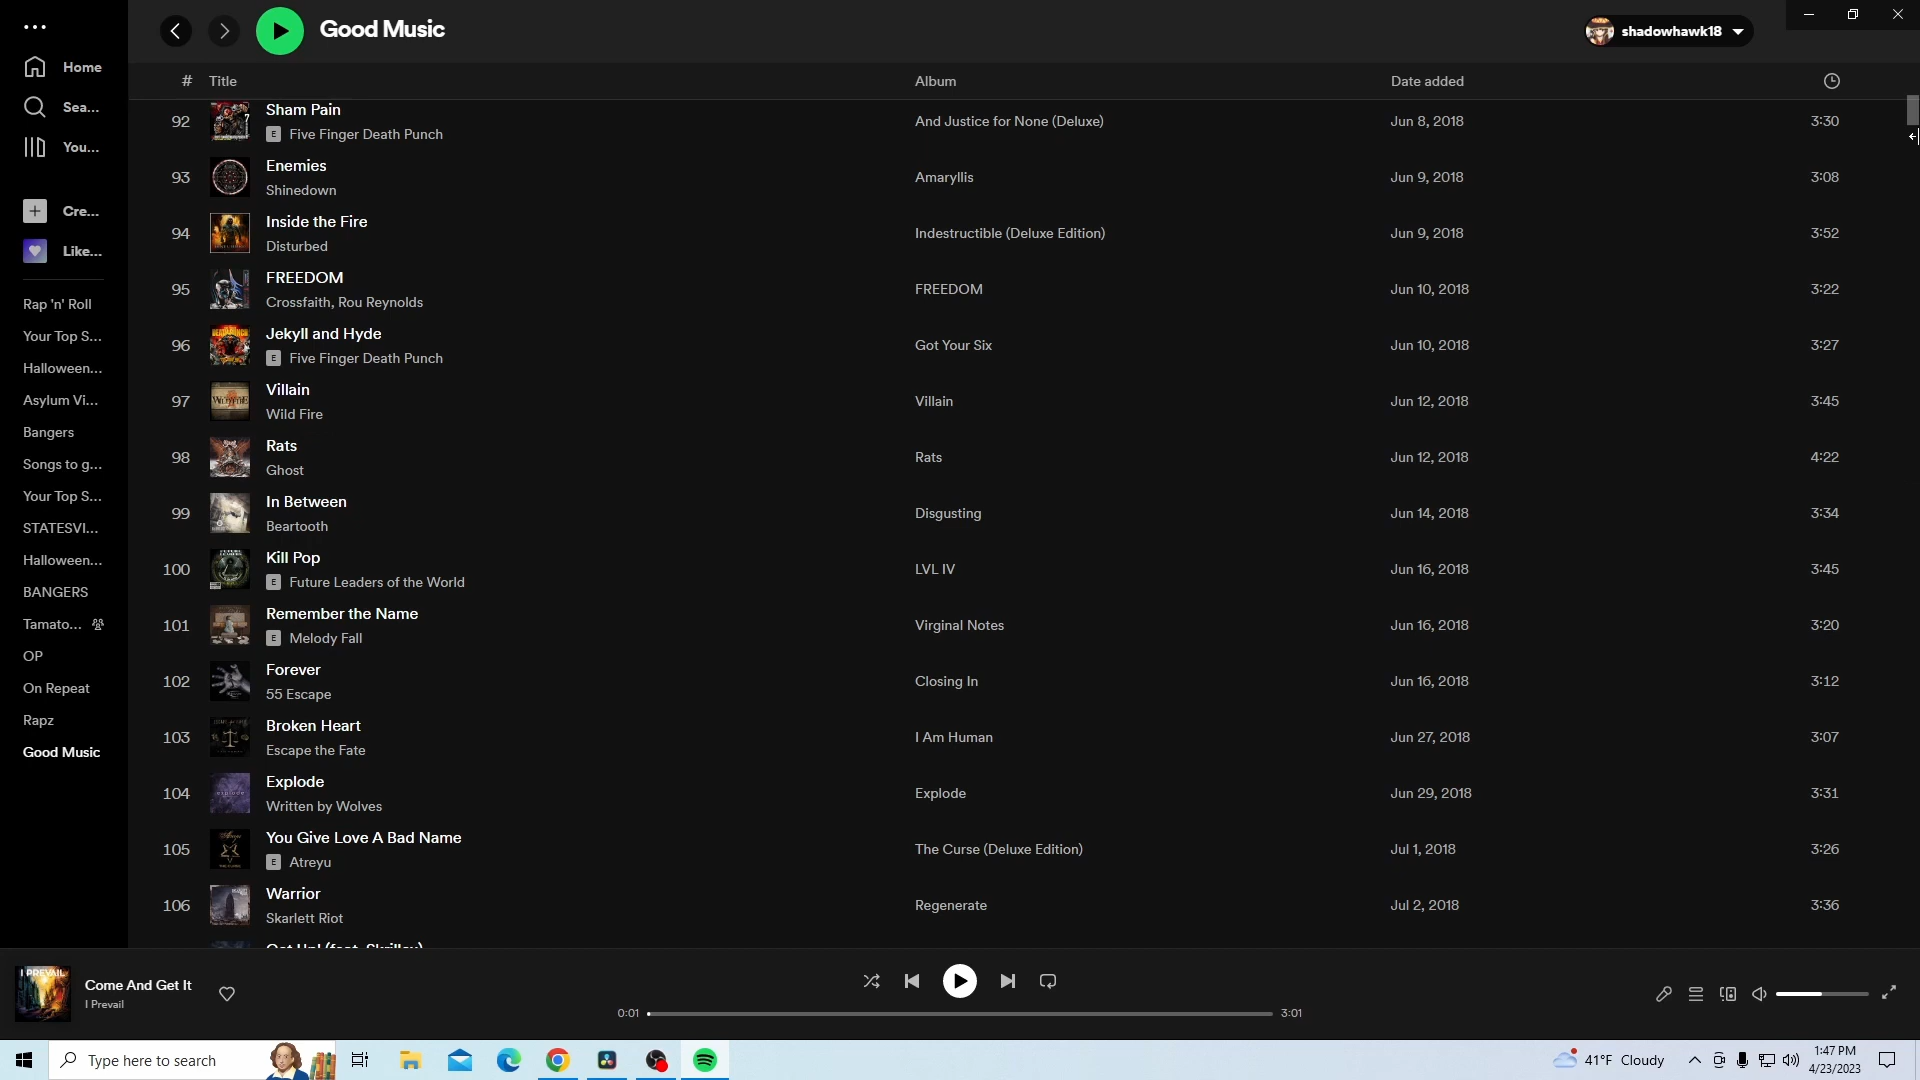 Good Music
shadowhawk18
Home
Sea...
You...
Cre...
Like...
Rap 'n' Roll
Your Top S...
Halloween...
Asylum Vi...
Bangers
Songs to g...
Your Top S...
STATESVI...
Halloween...
BANGERS
Tamato...
OP
On Repeat
Rapz
Good Music
# Title Album Date added
92 Sham Pain And Justice for None (Deluxe) Jun 8, 2018 3:30
E Five Finger Death Punch
93 Enemies Amaryllis Jun 9, 2018 3:08
Shinedown
94 Inside the Fire Indestructible (Deluxe Edition) Jun 9, 2018 3:52
Disturbed
95 FREEDOM FREEDOM Jun 10, 2018 3:22
Crossfaith, Rou Reynolds
96 Jekyll and Hyde Got Your Six Jun 10, 2018 3:27
E Five Finger Death Punch
97 Villain Villain Jun 12, 2018 3:45
Wild Fire
98 Rats Rats Jun 12, 2018 4:22
Ghost
99 In Between Disgusting Jun 14, 2018 3:34
Beartooth
100 Kill Pop LVL IV Jun 16, 2018 3:45
E Future Leaders of the World
101 Remember the Name Virginal Notes Jun 16, 2018 3:20
E Melody Fall
102 Forever Closing In Jun 16, 2018 3:12
55 Escape
103 Broken Heart I Am Human Jun 27, 2018 3:07
Escape the Fate
104 Explode Explode Jun 29, 2018 3:31
Written by Wolves
105 You Give Love A Bad Name The Curse (Deluxe Edition) Jul 1, 2018 3:26
E Atreyu
106 Warrior Regenerate Jul 2, 2018 3:36
Skarlett Riot
Get Up! (feat. Skrillex)
I PREVAIL
Come And Get It
I Prevail
0:01 3:01
Type here to search
41°F Cloudy
1:47 PM
4/23/2023